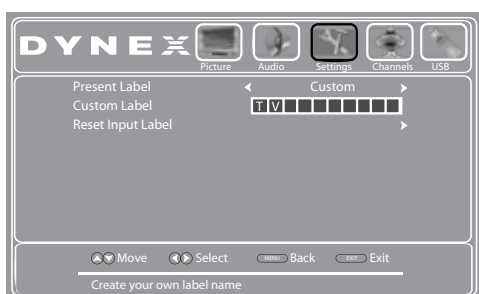 DYNEX
Picture Audio Settings Channels USB
Present Label Custom
Custom Label TV
Reset Input Label
Move Select MENU Back EXIT Exit
Create your own label name